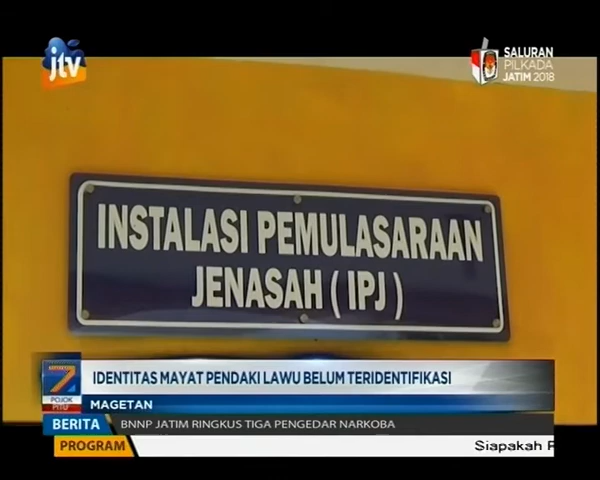 jtv
SALURAN
PILKADA
JATIM 2018
INSTALASI PEMULASARAAN
JENASAH ( IPJ )
7
POJOK
IDENTITAS MAYAT PENDAKI LAWU BELUM TERIDENTIFIKASI
MAGETAN
BERITA
BNNP JATIM RINGKUS TIGA PENGEDAR NARKOBA
PROGRAM
Siapakah